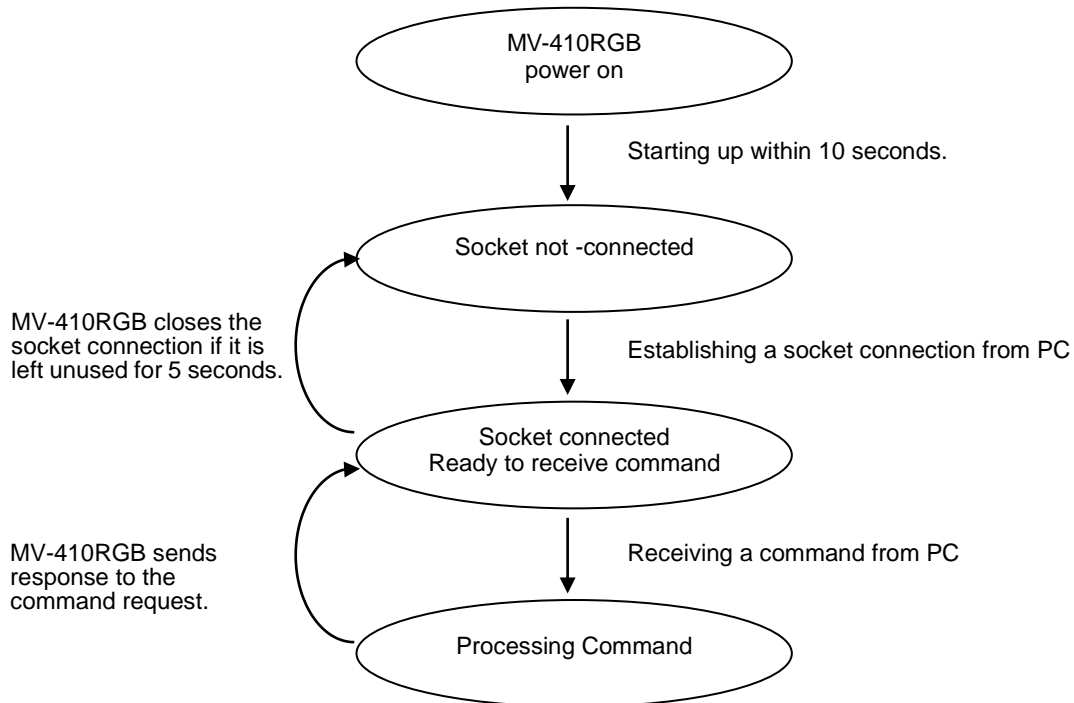 MV-410RGB
power on
Starting up within 10 seconds.
Socket not -connected
MV-410RGB closes the
socket connection if it is
left unused for 5 seconds.
Establishing a socket connection from PC
Socket connected
Ready to receive command
MV-410RGB sends
response to the
command request.
Receiving a command from PC
Processing Command